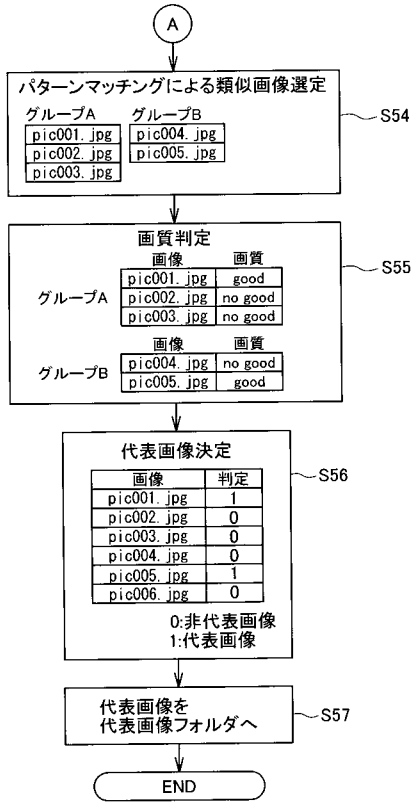 A
パターンマッチングによる類似画像選定
グループA グループB
pic001.jpg pic004.jpg
pic002.jpg pic005.jpg
pic003.jpg
S54
画質判定
画像 画質
pic001.jpg good
グループA pic002.jpg no good
pic003.jpg no good
画像 画質
グループB pic004.jpg no good
pic005.jpg good
S55
代表画像決定
画像 判定
pic001.jpg 1
pic002.jpg 0
pic003.jpg 0
pic004.jpg 0
pic005.jpg 1
pic006.jpg 0
0:非代表画像
1:代表画像
S56
代表画像を
代表画像フォルダへ
S57
END